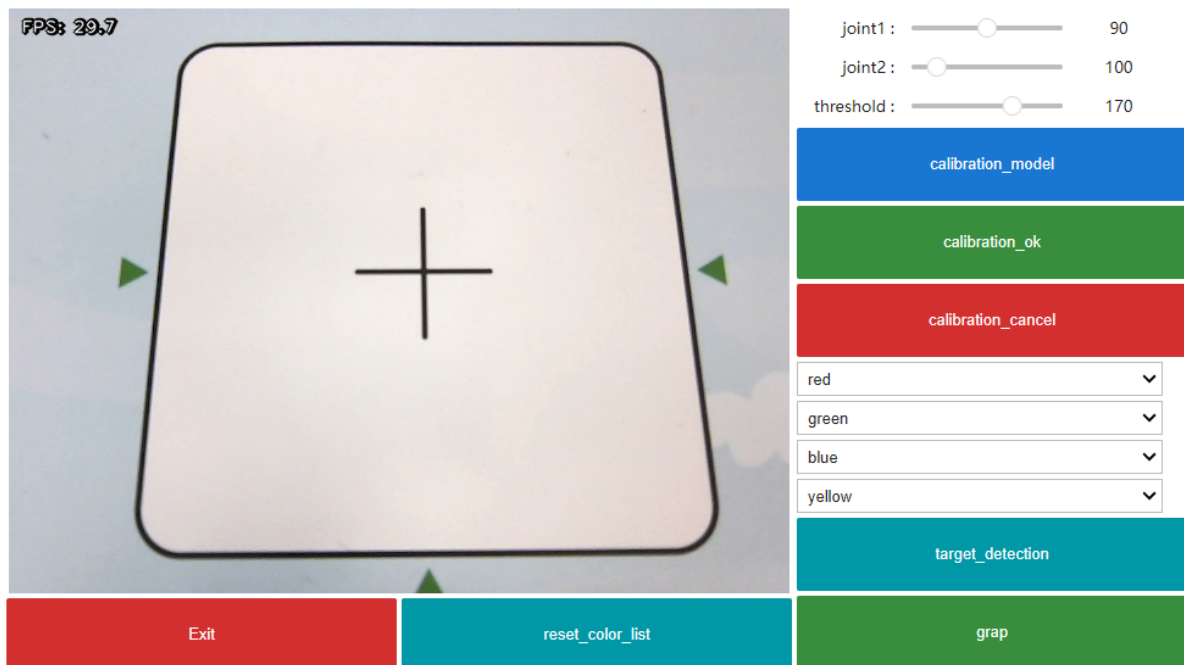 FPS: 29.7
joint1 : 90
joint2 : 100
threshold : 170
calibration_model
calibration_ok
calibration_cancel
red
green
blue
yellow
target_detection
Exit
reset_color_list
grap